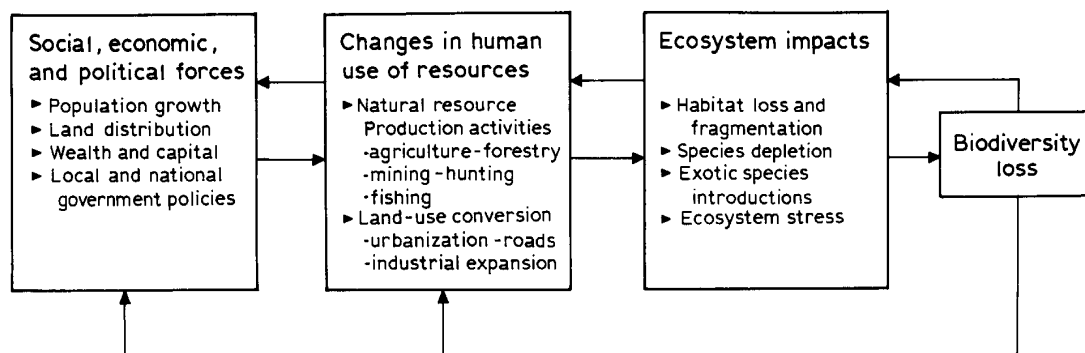 Social, economic,
and political forces
► Population growth
► Land distribution
► Wealth and capital
► Local and national
government policies
Changes in human
use of resources
► Natural resource
Production activities
-agriculture-forestry
-mining-hunting
-fishing
► Land-use conversion
-urbanization-roads
-industrial expansion
Ecosystem impacts
► Habitat loss and
fragmentation
► Species depletion
► Exotic species
introductions
► Ecosystem stress
Biodiversity
loss